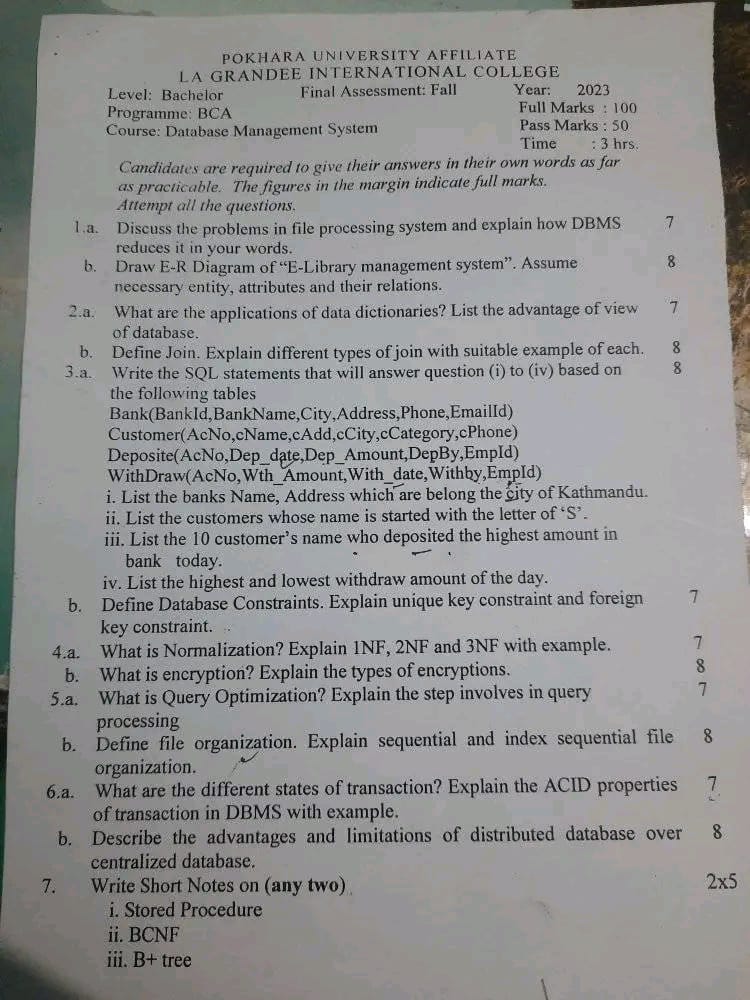 POKHARA UNIVERSITY AFFILIATE
LA GRANDEE INTERNATIONAL COLLEGE
Level: Bachelor Final Assessment: Fall Year: 2023
Programme: BCA Full Marks : 100
Course: Database Management System Pass Marks : 50
Time : 3 hrs.
Candidates are required to give their answers in their own words as far
as practicable. The figures in the margin indicate full marks.
Attempt all the questions.
1.a. Discuss the problems in file processing system and explain how DBMS 7
reduces it in your words.
b. Draw E-R Diagram of “E-Library management system”. Assume 8
necessary entity, attributes and their relations.
2.a. What are the applications of data dictionaries? List the advantage of view 7
of database.
b. Define Join. Explain different types of join with suitable example of each. 8
3.a. Write the SQL statements that will answer question (i) to (iv) based on 8
the following tables
Bank(BankId,BankName,City,Address,Phone,EmailId)
Customer(AcNo,cName,cAdd,cCity,cCategory,cPhone)
Deposite(AcNo,Dep_date,Dep_Amount,DepBy,EmpId)
WithDraw(AcNo,Wth_Amount,With_date,Withby,EmpId)
i. List the banks Name, Address which are belong the city of Kathmandu.
ii. List the customers whose name is started with the letter of ‘S’.
iii. List the 10 customer’s name who deposited the highest amount in
bank today.
iv. List the highest and lowest withdraw amount of the day.
b. Define Database Constraints. Explain unique key constraint and foreign 7
key constraint.
4.a. What is Normalization? Explain 1NF, 2NF and 3NF with example. 7
b. What is encryption? Explain the types of encryptions. 8
5.a. What is Query Optimization? Explain the step involves in query 7
processing
b. Define file organization. Explain sequential and index sequential file 8
organization.
6.a. What are the different states of transaction? Explain the ACID properties 7
of transaction in DBMS with example.
b. Describe the advantages and limitations of distributed database over 8
centralized database.
7. Write Short Notes on (any two) 2x5
i. Stored Procedure
ii. BCNF
iii. B+ tree